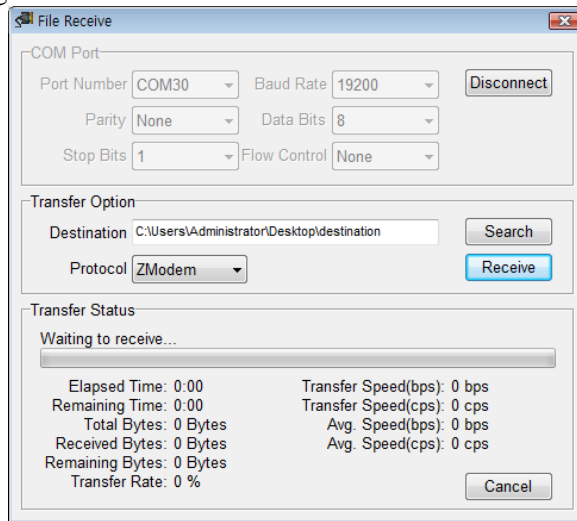 File Receive
COM Port
Port Number COM30 Baud Rate 19200 Disconnect
Parity None Data Bits 8
Stop Bits 1 Flow Control None
Transfer Option
Destination C:\Users\Administrator\Desktop\destination Search
Protocol ZModem Receive
Transfer Status
Waiting to receive...
Elapsed Time: 0:00 Transfer Speed(bps): 0 bps
Remaining Time: 0:00 Transfer Speed(cps): 0 cps
Total Bytes: 0 Bytes Avg. Speed(bps): 0 bps
Received Bytes: 0 Bytes Avg. Speed(cps): 0 cps
Remaining Bytes: 0 Bytes
Transfer Rate: 0 %
Cancel